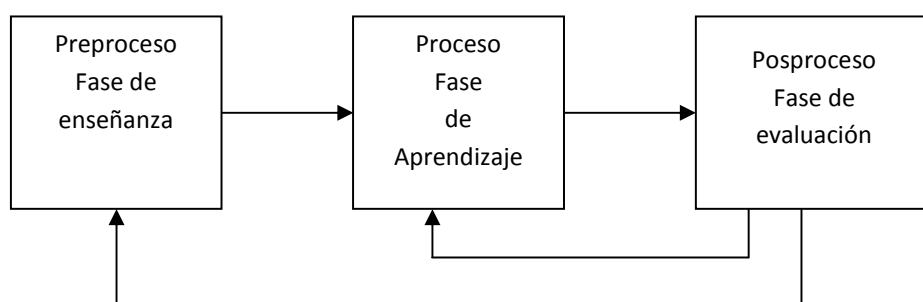 Preproceso
Fase de
enseñanza
Proceso
Fase
de
Aprendizaje
Posproceso
Fase de
evaluación